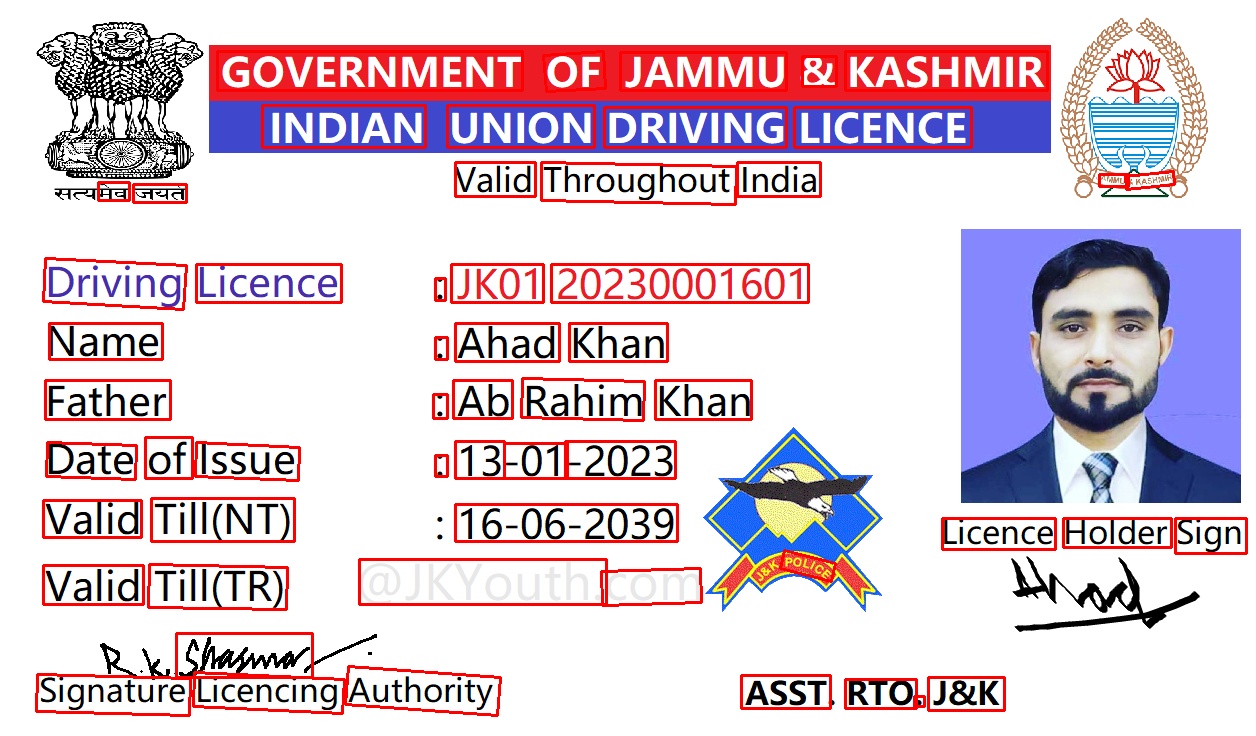 GOVERNMENT OF JAMMU & KASHMIR
INDIAN UNION DRIVING LICENCE
सत्यमेव जयते
Valid Throughout India
JAMMU & KASHMIR
Driving Licence : JK01 20230001601
Name : Ahad Khan
Father : Ab Rahim Khan
Date of Issue : 13-01-2023
Valid Till(NT) : 16-06-2039
Licence Holder Sign
Valid Till(TR)
@JKYouth.com
J&K POLICE
Ahad
R.K. Sharma
Signature Licencing Authority
ASST. RTO. J&K